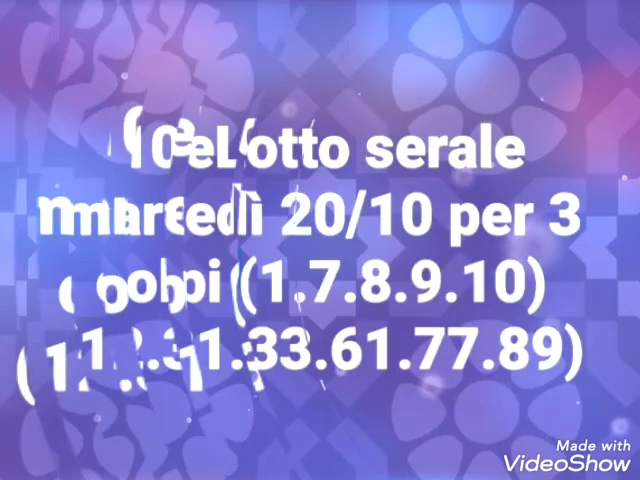 10eLotto serale
martedì 20/10 per 3
colpi (1.7.8.9.10)
31.33.61.77.89)
Made with
VideoShow